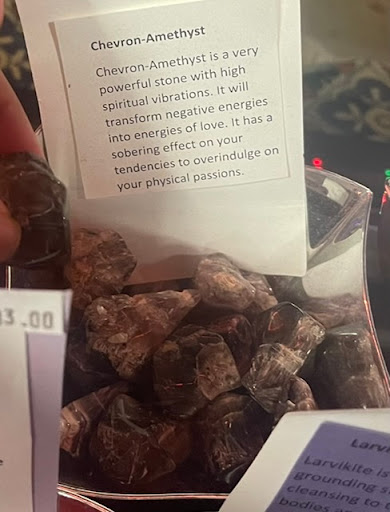 Chevron-Amethyst
Chevron-Amethyst is a very
powerful stone with high
spiritual vibrations. It will
transform negative energies
into energies of love. It has a
sobering effect on your
tendencies to overindulge on
your physical passions.
3.00
Larvi
Larvikite is
grounding s
cleansing to
bodies a